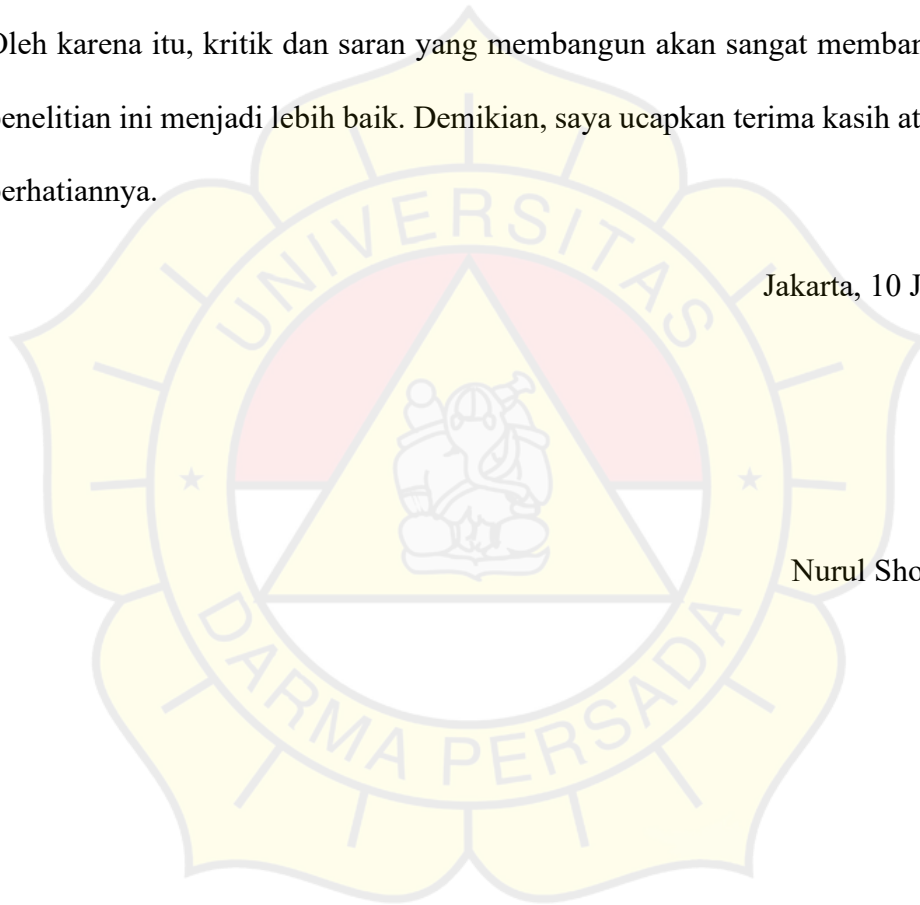 Oleh karena itu, kritik dan saran yang membangun akan sangat memban
penelitian ini menjadi lebih baik. Demikian, saya ucapkan terima kasih at
perhatiannya.
UNIVERSITAS
Jakarta, 10 J
Nurul Sho
DARMA PERSADA